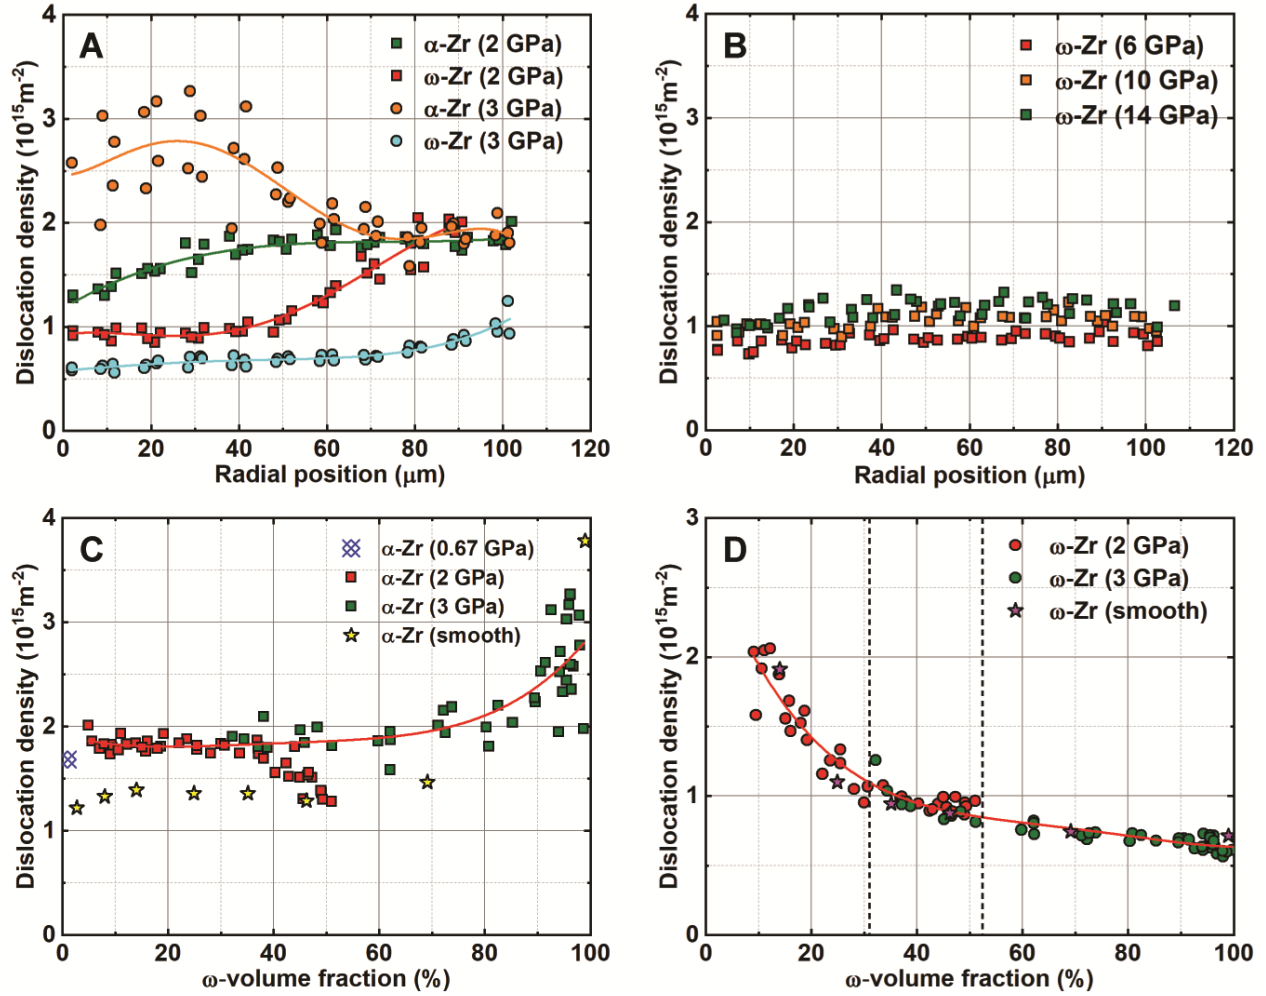 A
α-Zr (2 GPa)
ω-Zr (2 GPa)
α-Zr (3 GPa)
ω-Zr (3 GPa)
Dislocation density (10¹⁵m⁻²)
4
3
2
1
0
0 20 40 60 80 100 120
Radial position (μm)
B
ω-Zr (6 GPa)
ω-Zr (10 GPa)
ω-Zr (14 GPa)
Dislocation density (10¹⁵m⁻²)
4
3
2
1
0
0 20 40 60 80 100 120
Radial position (μm)
C
α-Zr (0.67 GPa)
α-Zr (2 GPa)
α-Zr (3 GPa)
α-Zr (smooth)
Dislocation density (10¹⁵m⁻²)
4
3
2
1
0
0 20 40 60 80 100
ω-volume fraction (%)
D
ω-Zr (2 GPa)
ω-Zr (3 GPa)
ω-Zr (smooth)
Dislocation density (10¹⁵m⁻²)
3
2
1
0
0 20 40 60 80 100
ω-volume fraction (%)